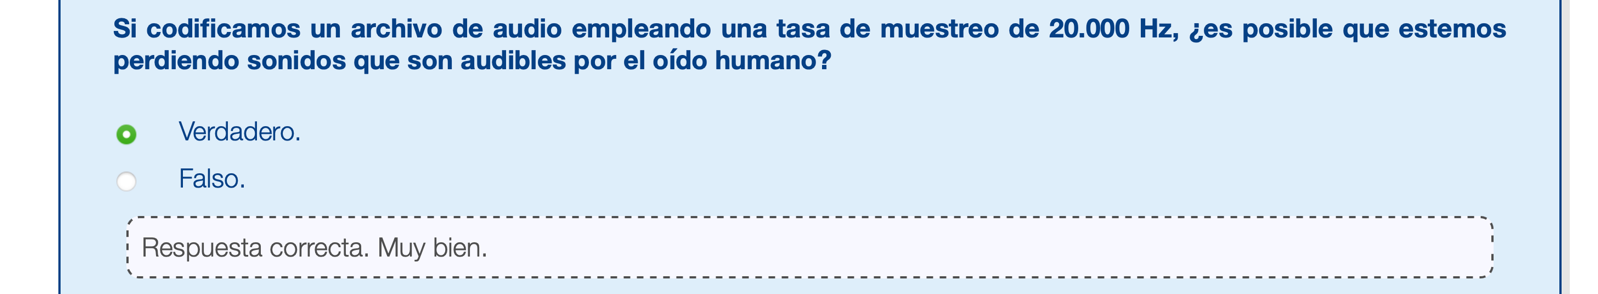 Si codificamos un archivo de audio empleando una tasa de muestreo de 20.000 Hz, ¿es posible que estemos
perdiendo sonidos que son audibles por el oído humano?
Verdadero.
Falso.
Respuesta correcta. Muy bien.